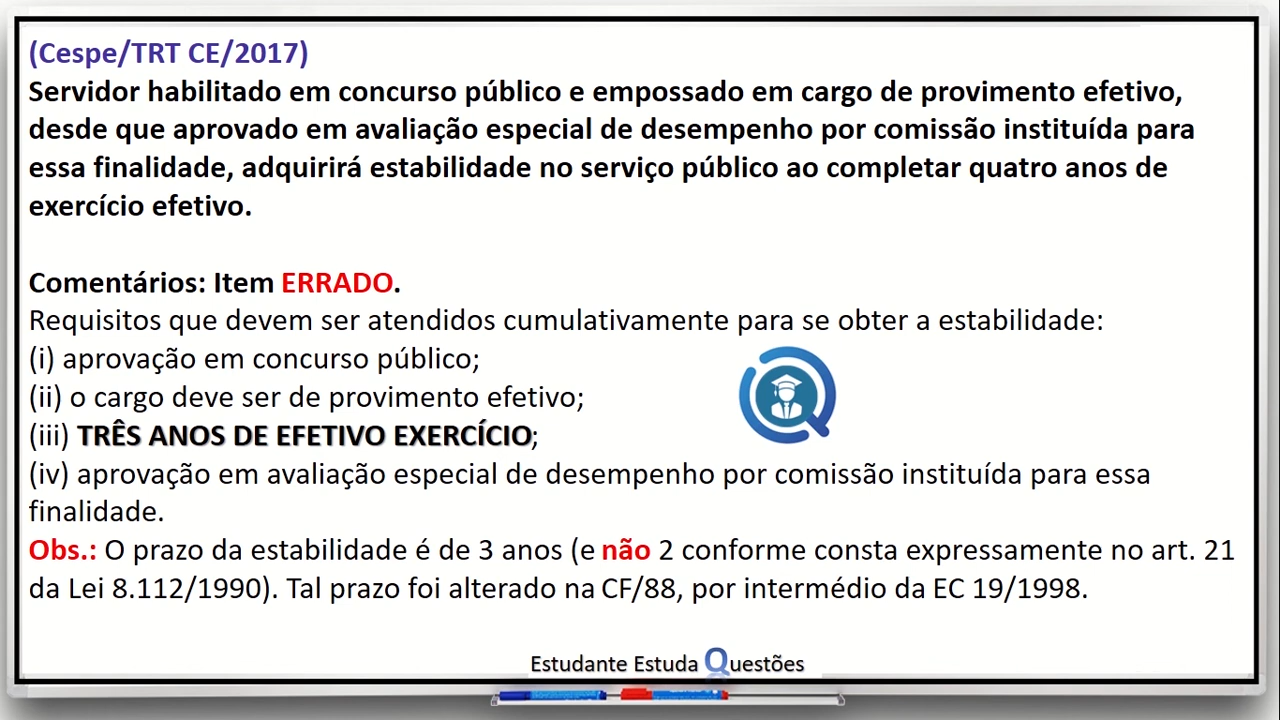 (Cespe/TRT CE/2017)
Servidor habilitado em concurso público e empossado em cargo de provimento efetivo,
desde que aprovado em avaliação especial de desempenho por comissão instituída para
essa finalidade, adquirirá estabilidade no serviço público ao completar quatro anos de
exercício efetivo.
Comentários: Item ERRADO.
Requisitos que devem ser atendidos cumulativamente para se obter a estabilidade:
(i) aprovação em concurso público;
(ii) o cargo deve ser de provimento efetivo;
(iii) TRÊS ANOS DE EFETIVO EXERCÍCIO;
(iv) aprovação em avaliação especial de desempenho por comissão instituída para essa
finalidade.
Obs.: O prazo da estabilidade é de 3 anos (e não 2 conforme consta expressamente no art. 21
da Lei 8.112/1990). Tal prazo foi alterado na CF/88, por intermédio da EC 19/1998.
Estudante Estuda Questões